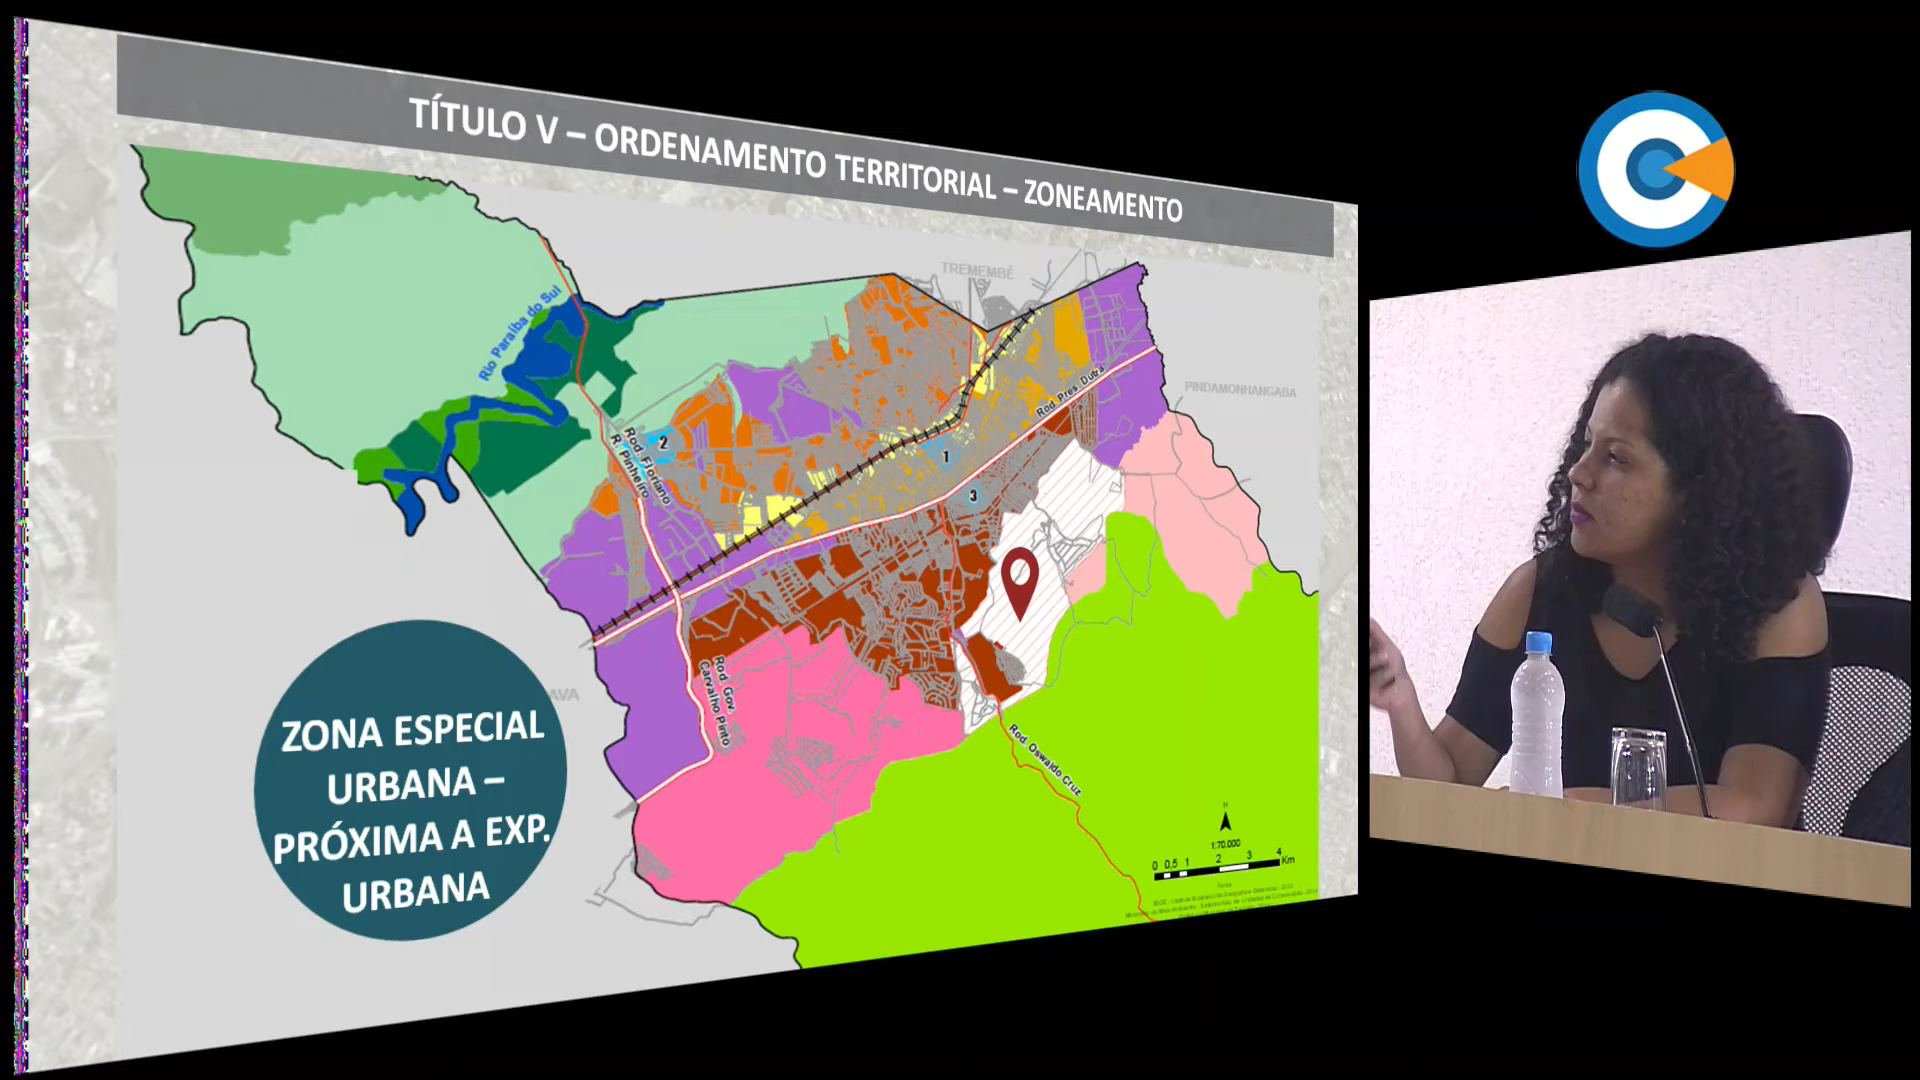 TÍTULO V – ORDENAMENTO TERRITORIAL – ZONEAMENTO
TREMEMBÉ
Rio Paraíba do Sul
PINDAMONHANGABA
Rod. Pres. Dutra
2
Rod. Floriano
R. Pinheiro
1
3
AVA
Rod. Gov.
Carvalho Pinto
ZONA ESPECIAL
URBANA –
PRÓXIMA A EXP.
URBANA
Rod. Oswaldo Cruz
N
1:70.000
0 0,5 1 2 3 4
Km